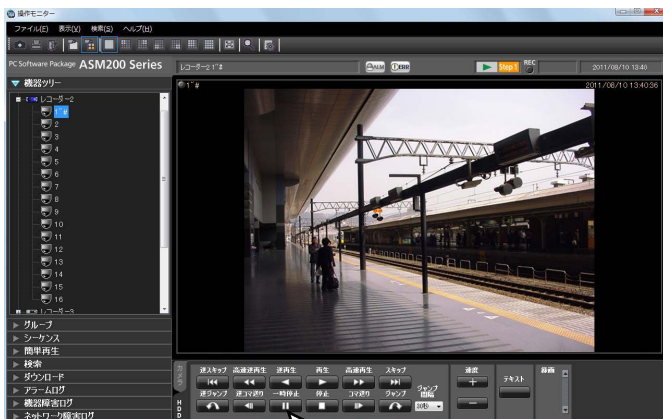 操作モニター
ファイル(F) 表示(V) 検索(S) ヘルプ(H)
PC Software Package ASM200 Series
レコーダー2 1~#
ALM
ERR
Step1
REC
2011/08/10 13:40
機器ツリー
レコーダー2
1~#
2
3
4
5
6
7
8
9
10
11
12
13
14
15
16
レコーダー3
1~#
2011/08/10 13:40:36
グループ
シーケンス
簡単再生
検索
ダウンロード
アラームログ
機器障害ログ
ネットワーク障害ログ
カメラ
HDD
逆スキップ 高速逆再生 逆再生 再生 高速再生 スキップ
逆ジャンプ 逆コマ送り 一時停止 停止 コマ送り ジャンプ
ジャンプ間隔
30秒
速度
テキスト
録画